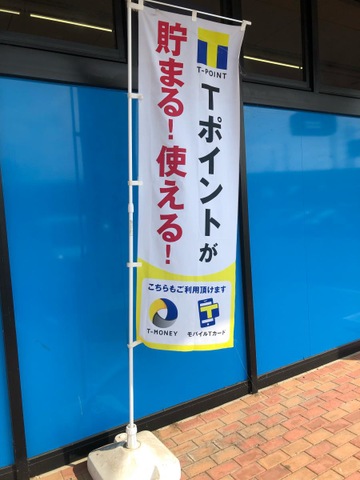 T-POINT
Tポイントが
貯まる！使える！
こちらもご利用頂けます
T-MONEY
モバイルTカード